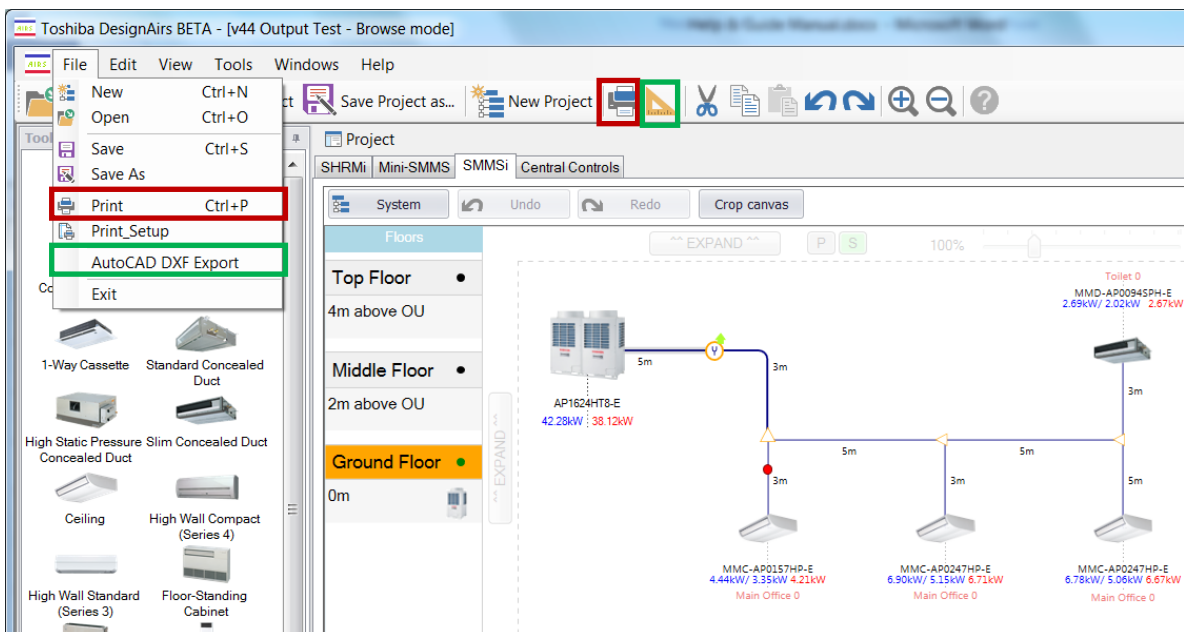 AIRS Toshiba DesignAirs BETA - [v44 Output Test - Browse mode]
AIRS File Edit View Tools Windows Help
ct Save Project as... New Project
New Ctrl+N
Open Ctrl+O
Save Ctrl+S
Save As
Print Ctrl+P
Print_Setup
AutoCAD DXF Export
Exit
Tool
Co
1-Way Cassette
Standard Concealed
Duct
High Static Pressure
Concealed Duct
Slim Concealed Duct
Ceiling
High Wall Compact
(Series 4)
High Wall Standard
(Series 3)
Floor-Standing
Cabinet
Project
SHRMi Mini-SMMS SMMSi Central Controls
System Undo Redo Crop canvas
Floors
Top Floor
4m above OU
Middle Floor
2m above OU
Ground Floor
0m
^^ EXPAND ^^ P S 100%
^^ EXPAND ^^
Toilet 0
MMD-AP0094SPH-E
2.69kW/ 2.02kW 2.67kW
5m
Y
3m
3m
AP1624HT8-E
42.28kW 38.12kW
5m
5m
3m
3m
5m
MMC-AP0157HP-E
4.44kW/ 3.35kW 4.21kW
Main Office 0
MMC-AP0247HP-E
6.90kW/ 5.15kW 6.71kW
Main Office 0
MMC-AP0247HP-E
6.78kW/ 5.06kW 6.67kW
Main Office 0